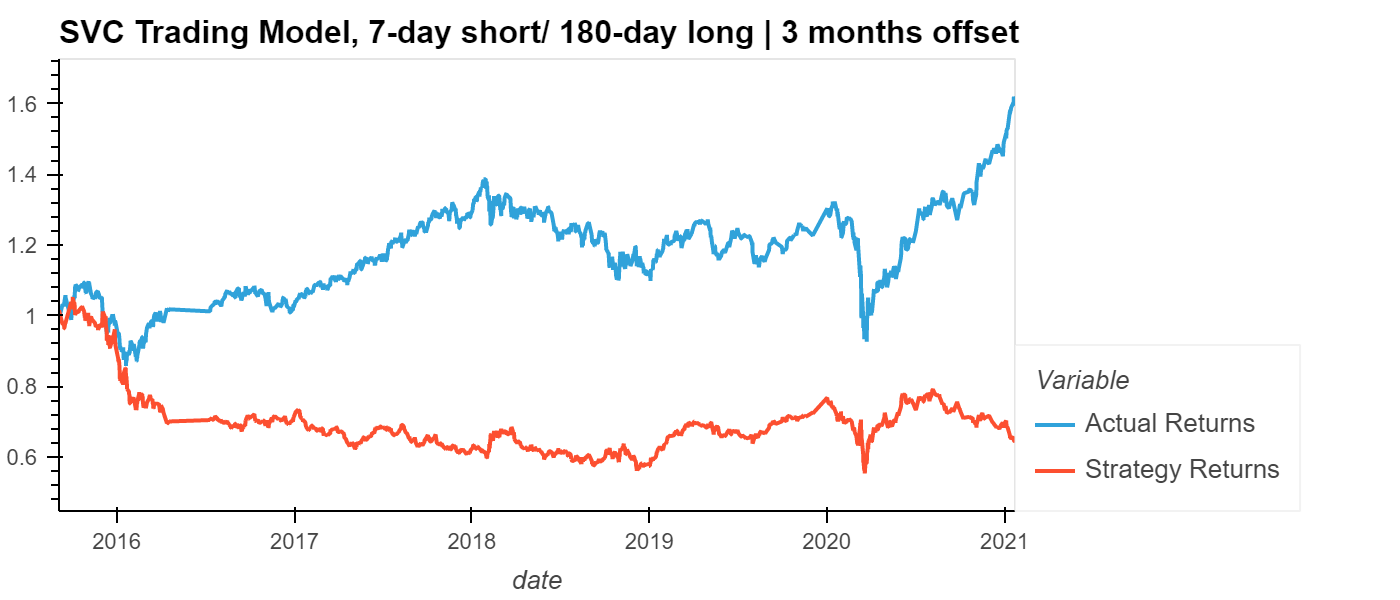 SVC Trading Model, 7-day short/ 180-day long | 3 months offset
1.6
1.4
1.2
1
0.8
0.6
2016 2017 2018 2019 2020 2021
date
Variable
Actual Returns
Strategy Returns